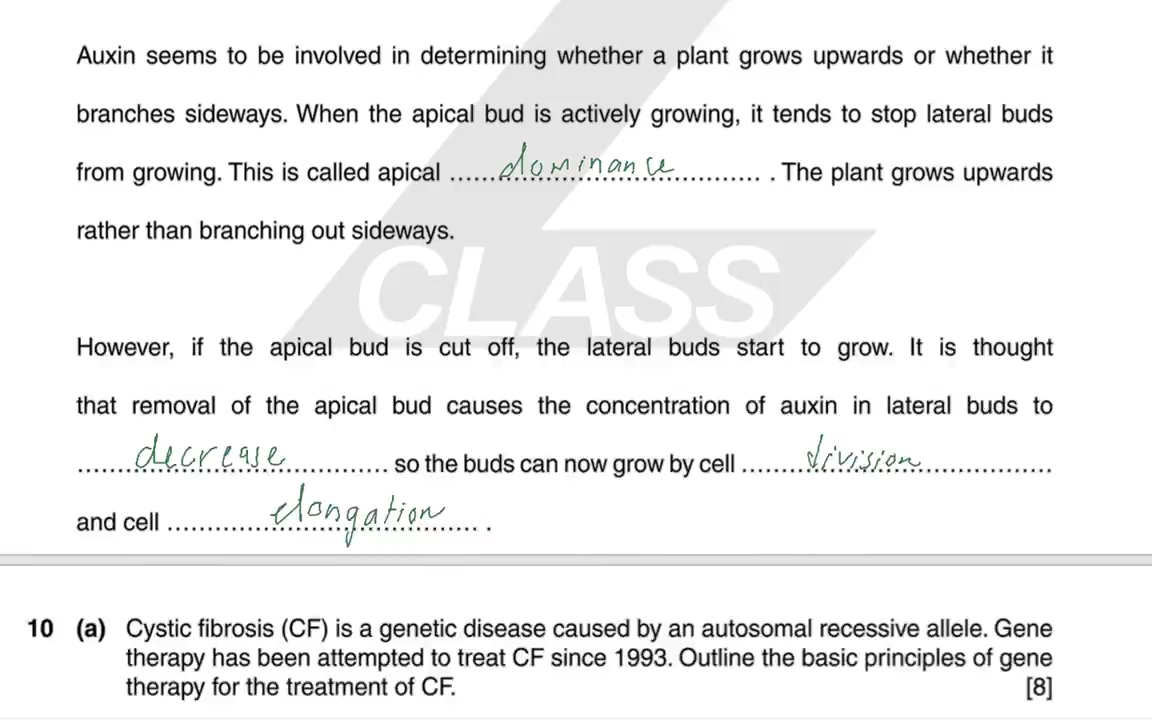 Auxin seems to be involved in determining whether a plant grows upwards or whether it
branches sideways. When the apical bud is actively growing, it tends to stop lateral buds
from growing. This is called apical ......dominance...... . The plant grows upwards
rather than branching out sideways.
CLASS
However, if the apical bud is cut off, the lateral buds start to grow. It is thought
that removal of the apical bud causes the concentration of auxin in lateral buds to
......decrease...... so the buds can now grow by cell ......division......
and cell ......elongation...... .
10 (a) Cystic fibrosis (CF) is a genetic disease caused by an autosomal recessive allele. Gene
therapy has been attempted to treat CF since 1993. Outline the basic principles of gene
therapy for the treatment of CF. [8]